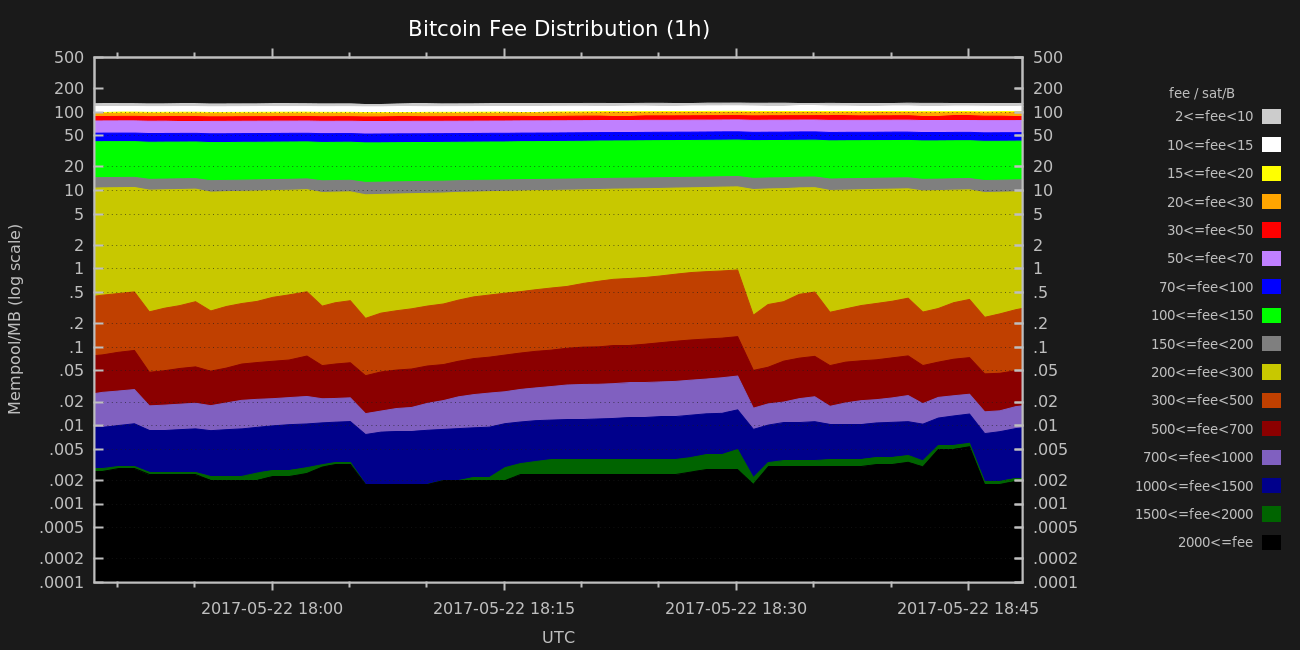 Bitcoin Fee Distribution (1h)
500
200
100
50
20
10
5
2
1
.5
.2
.1
.05
.02
.01
.005
.002
.001
.0005
.0002
.0001
Mempool/MB (log scale)
500
200
100
50
20
10
5
2
1
.5
.2
.1
.05
.02
.01
.005
.002
.001
.0005
.0002
.0001
2017-05-22 18:00
2017-05-22 18:15
2017-05-22 18:30
2017-05-22 18:45
UTC
fee / sat/B
2<=fee<10
10<=fee<15
15<=fee<20
20<=fee<30
30<=fee<50
50<=fee<70
70<=fee<100
100<=fee<150
150<=fee<200
200<=fee<300
300<=fee<500
500<=fee<700
700<=fee<1000
1000<=fee<1500
1500<=fee<2000
2000<=fee